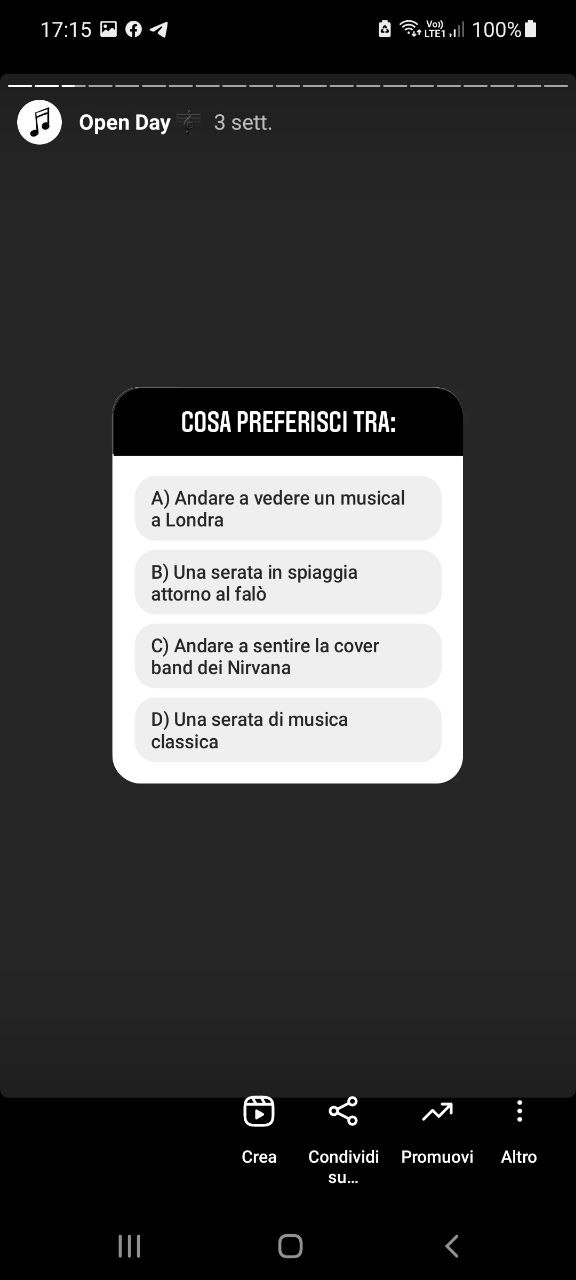 17:15 Vo)) LTE1 100%
Open Day 3 sett.
COSA PREFERISCI TRA:
A) Andare a vedere un musical
a Londra
B) Una serata in spiaggia
attorno al falò
C) Andare a sentire la cover
band dei Nirvana
D) Una serata di musica
classica
Crea Condividi Promuovi Altro
su...